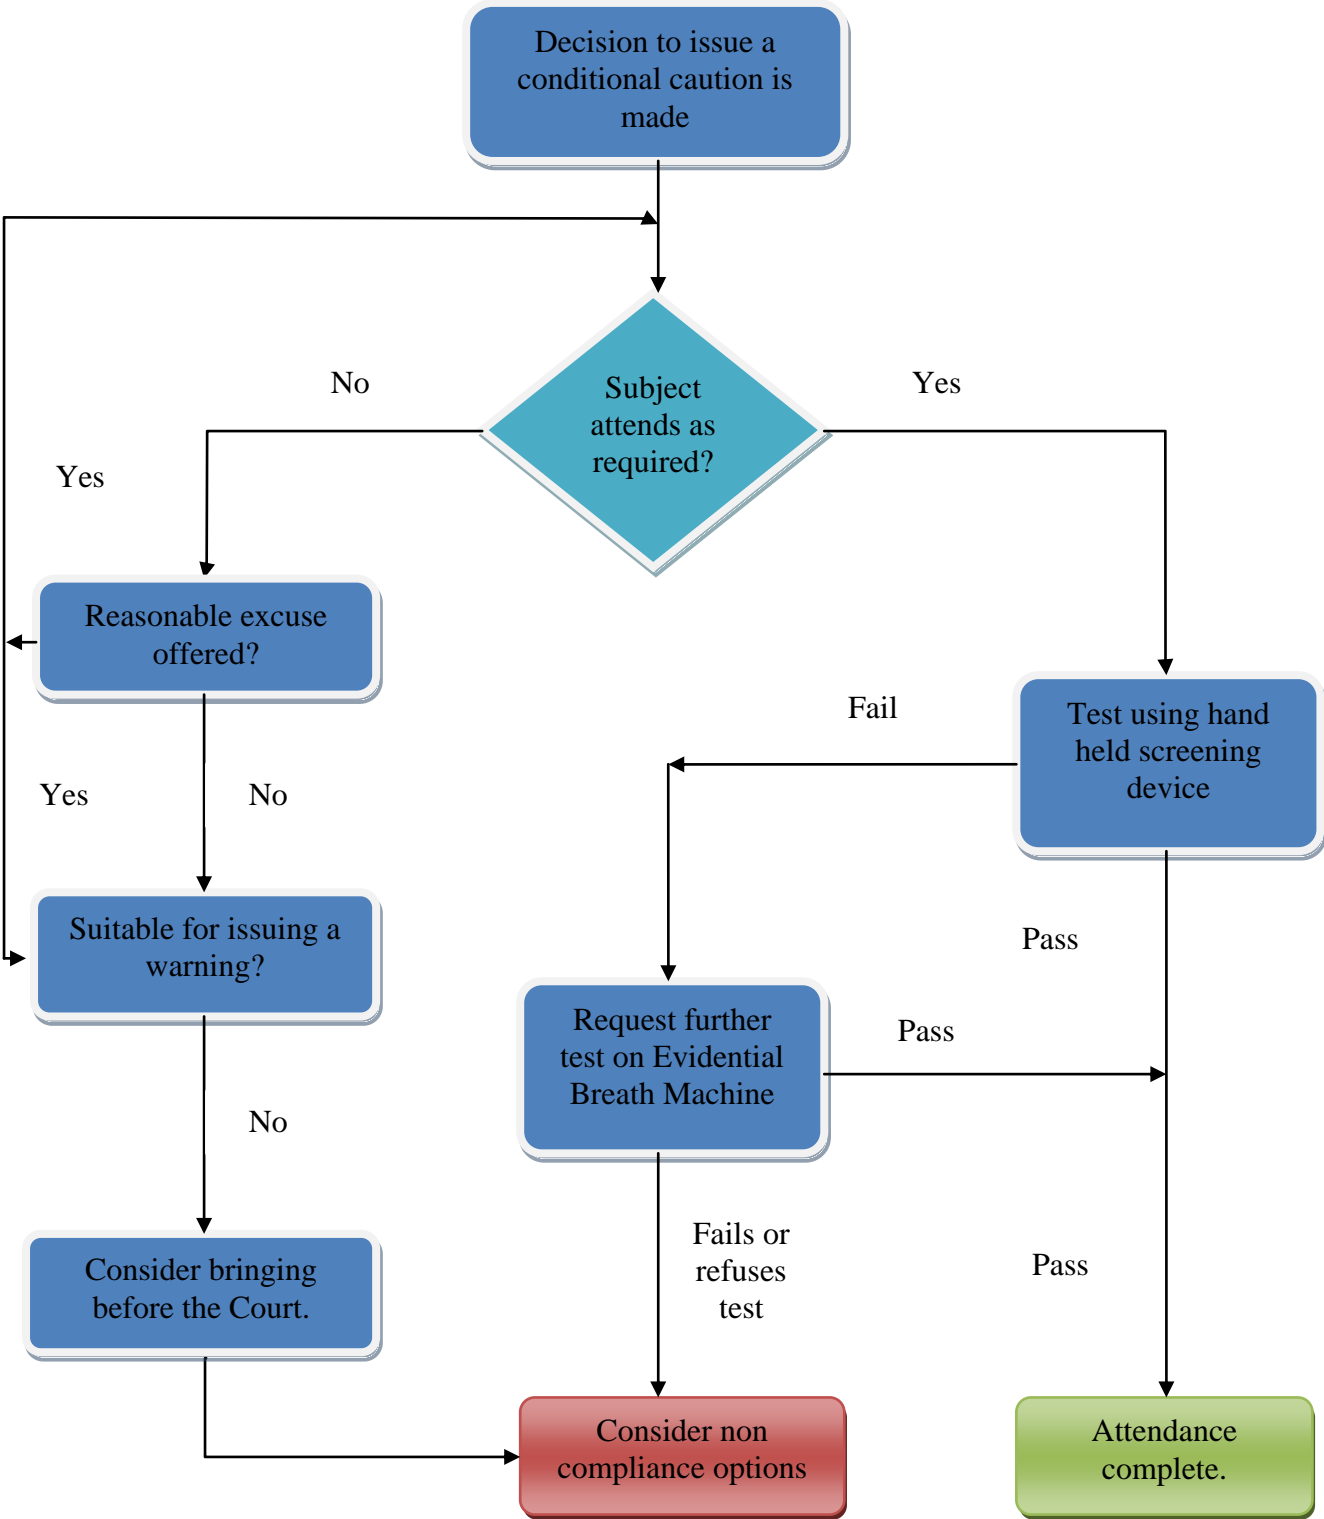 Decision to issue a
conditional caution is
made
No
Subject
attends as
required?
Yes
Yes
Reasonable excuse
offered?
Fail
Test using hand
held screening
device
Yes
No
Suitable for issuing a
warning?
Pass
Request further
test on Evidential
Breath Machine
Pass
No
Fails or
refuses
test
Pass
Consider bringing
before the Court.
Consider non
compliance options
Attendance
complete.